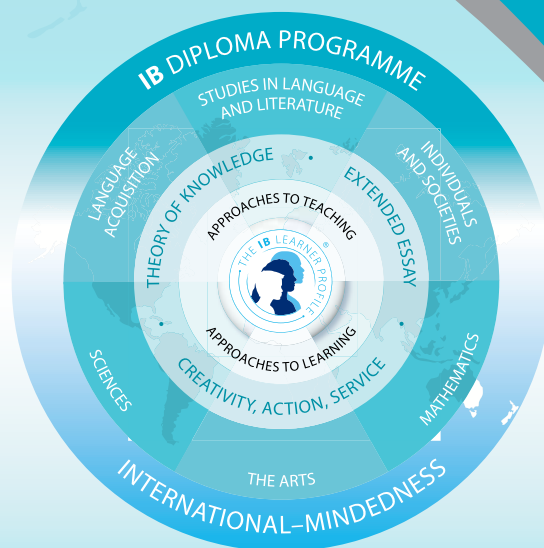 IB DIPLOMA PROGRAMME
STUDIES IN LANGUAGE
AND LITERATURE
LANGUAGE
ACQUISITION
INDIVIDUALS
AND SOCIETIES
THEORY OF KNOWLEDGE
EXTENDED ESSAY
APPROACHES TO TEACHING
THE IB LEARNER PROFILE ®
APPROACHES TO LEARNING
CREATIVITY, ACTION, SERVICE
SCIENCES
MATHEMATICS
THE ARTS
INTERNATIONAL–MINDEDNESS